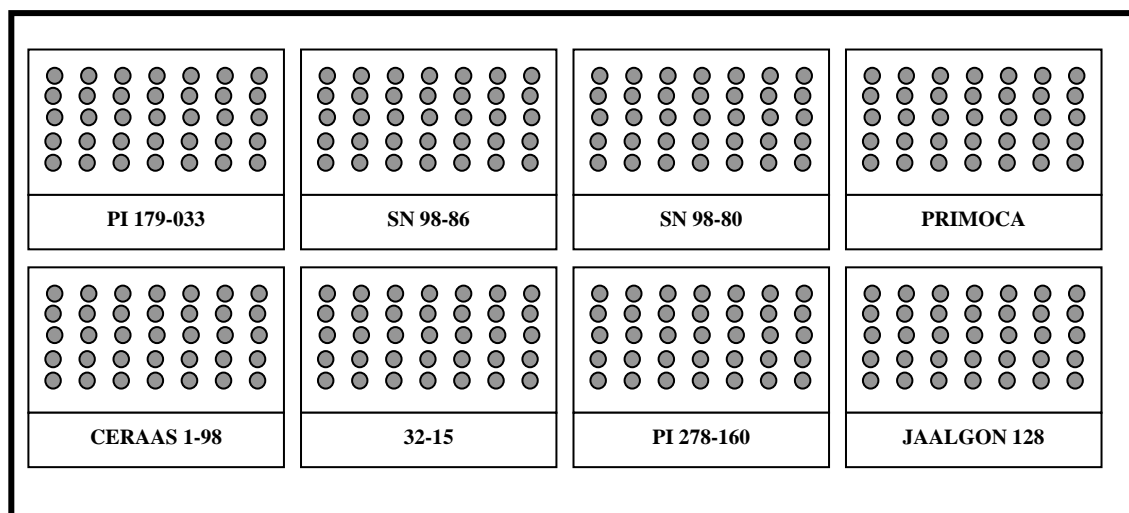 PI 179-033
SN 98-86
SN 98-80
PRIMOCA
CERAAS 1-98
32-15
PI 278-160
JAALGON 128